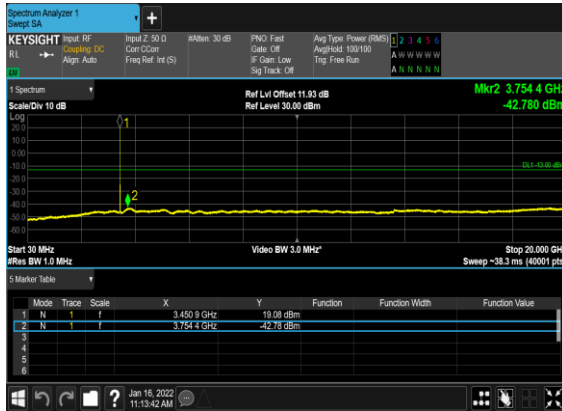 Spectrum Analyzer 1
Swept SA
+
KEYSIGHT Input: RF Input Z: 50 Ω #Atten: 30 dB PNO: Fast Avg Type: Power (RMS) 1 2 3 4 5 6
RL Coupling: DC Corr CCorr Gate: Off Avg|Hold: 100/100 A W W W W W
Align: Auto Freq Ref: Int (S) IF Gain: Low Trig: Free Run
LXI Sig Track: Off A N N N N N
1 Spectrum Mkr2 3.754 4 GHz
Ref Lvl Offset 11.93 dB
Scale/Div 10 dB Ref Level 30.00 dBm -42.780 dBm
Log
1
20.0
10.0
0.00
-10.0
DL1 -13.00 dBm
-20.0
-30.0
2
-40.0
-50.0
-60.0
Start 30 MHz Video BW 3.0 MHz* Stop 20.000 GHz
#Res BW 1.0 MHz Sweep ~38.3 ms (40001 pts)
5 Marker Table
Mode Trace Scale X Y Function Function Width Function Value
1 N 1 f 3.450 9 GHz 19.08 dBm
2 N 1 f 3.754 4 GHz -42.78 dBm
3
4
5
6
?
Jan 16, 2022
11:13:42 AM